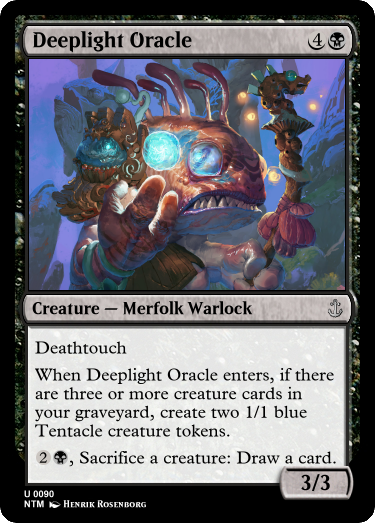 Deeplight Oracle 4
Creature — Merfolk Warlock
Deathtouch
When Deeplight Oracle enters, if there
are three or more creature cards in
your graveyard, create two 1/1 blue
Tentacle creature tokens.
2, Sacrifice a creature: Draw a card.
3/3
U 0090
NTM Henrik Rosenborg